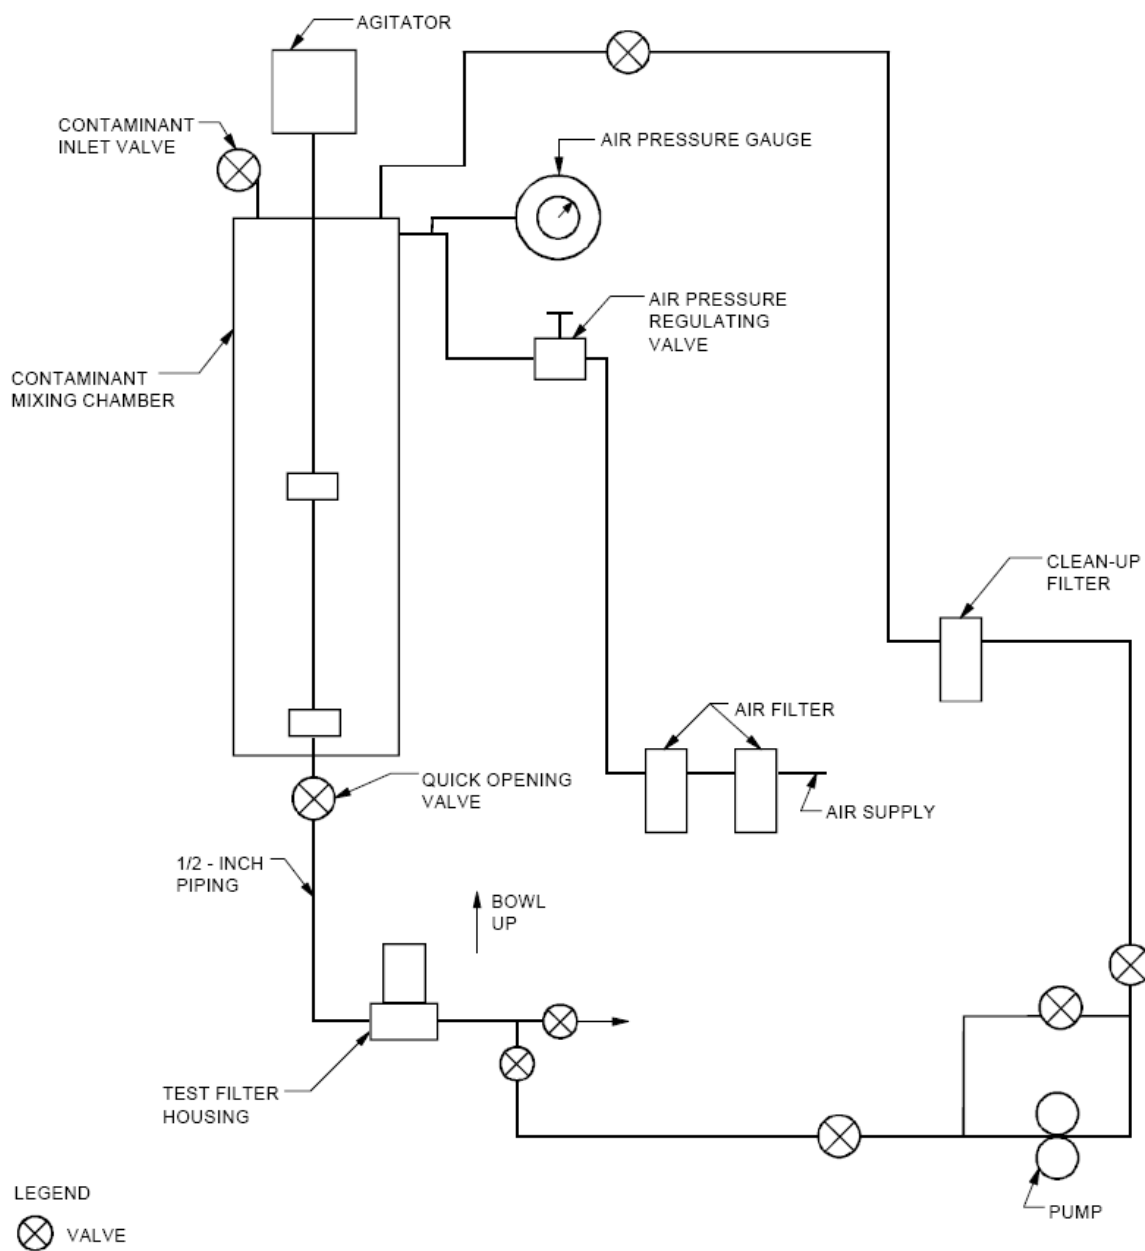 AGITATOR
CONTAMINANT
INLET VALVE
AIR PRESSURE GAUGE
AIR PRESSURE
REGULATING
VALVE
CONTAMINANT
MIXING CHAMBER
CLEAN-UP
FILTER
AIR FILTER
QUICK OPENING
VALVE
AIR SUPPLY
1/2 - INCH
PIPING
BOWL
UP
TEST FILTER
HOUSING
PUMP
LEGEND
VALVE